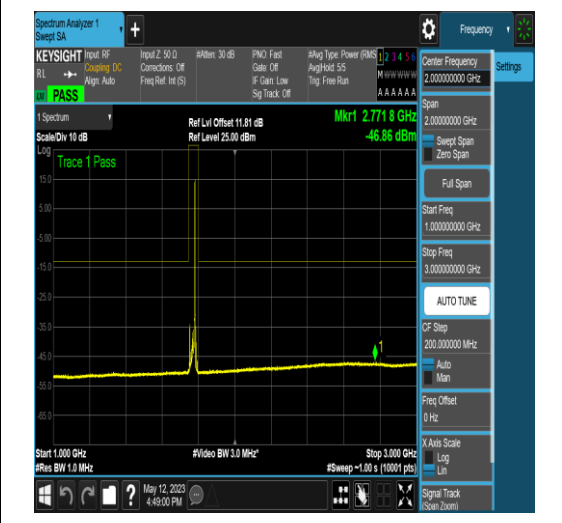 Spectrum Analyzer 1
Swept SA
Frequency
KEYSIGHT
RL
Input: RF
Coupling: DC
Align: Auto
Input Z: 50 Ω
Corrections: Off
Freq Ref: Int (S)
#Atten: 30 dB
PNO: Fast
Gate: Off
IF Gain: Low
Sig Track: Off
#Avg Type: Power (RMS
Avg|Hold: 5/5
Trig: Free Run
1 2 3 4 5 6
M W W W W W
A A A A A A
PASS
1 Spectrum
Scale/Div 10 dB
Ref Lvl Offset 11.81 dB
Ref Level 25.00 dBm
Mkr1 2.771 8 GHz
-46.86 dBm
Log
Trace 1 Pass
15.0
5.00
-5.00
-15.0
-25.0
-35.0
-45.0
-55.0
-65.0
1
Start 1.000 GHz
#Res BW 1.0 MHz
#Video BW 3.0 MHz*
Stop 3.000 GHz
#Sweep ~1.00 s (10001 pts)
May 12, 2023
4:49:00 PM
Center Frequency
2.000000000 GHz
Span
2.00000000 GHz
Swept Span
Zero Span
Full Span
Start Freq
1.000000000 GHz
Stop Freq
3.000000000 GHz
AUTO TUNE
CF Step
200.000000 MHz
Auto
Man
Freq Offset
0 Hz
X Axis Scale
Log
Lin
Signal Track
(Span Zoom)
Settings